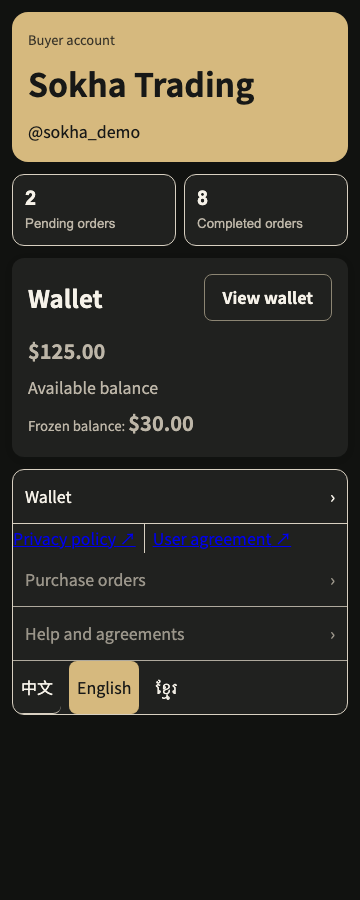 Buyer account
Sokha Trading
@sokha_demo
2
Pending orders
8
Completed orders
Wallet
View wallet
$125.00
Available balance
Frozen balance: $30.00
Wallet ›
Privacy policy ↗ User agreement ↗
Purchase orders ›
Help and agreements ›
中文 English ខ្មែរ